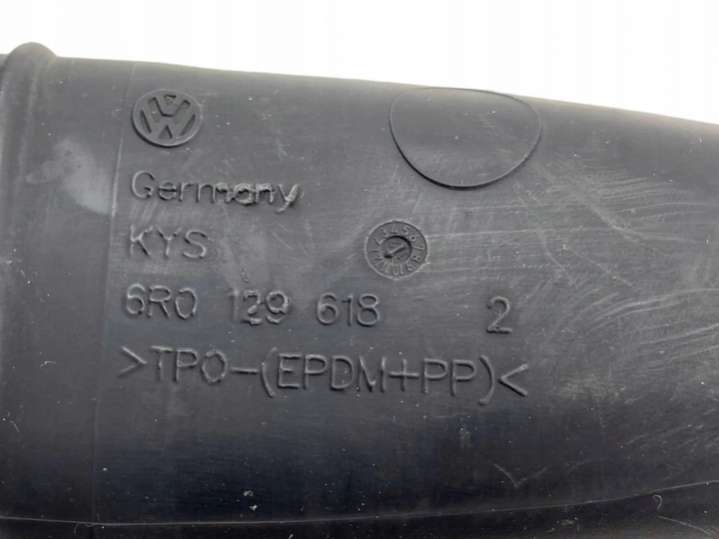 Germany
KYS
6R0 129 618 2
>TPO-(EPDM+PP)<